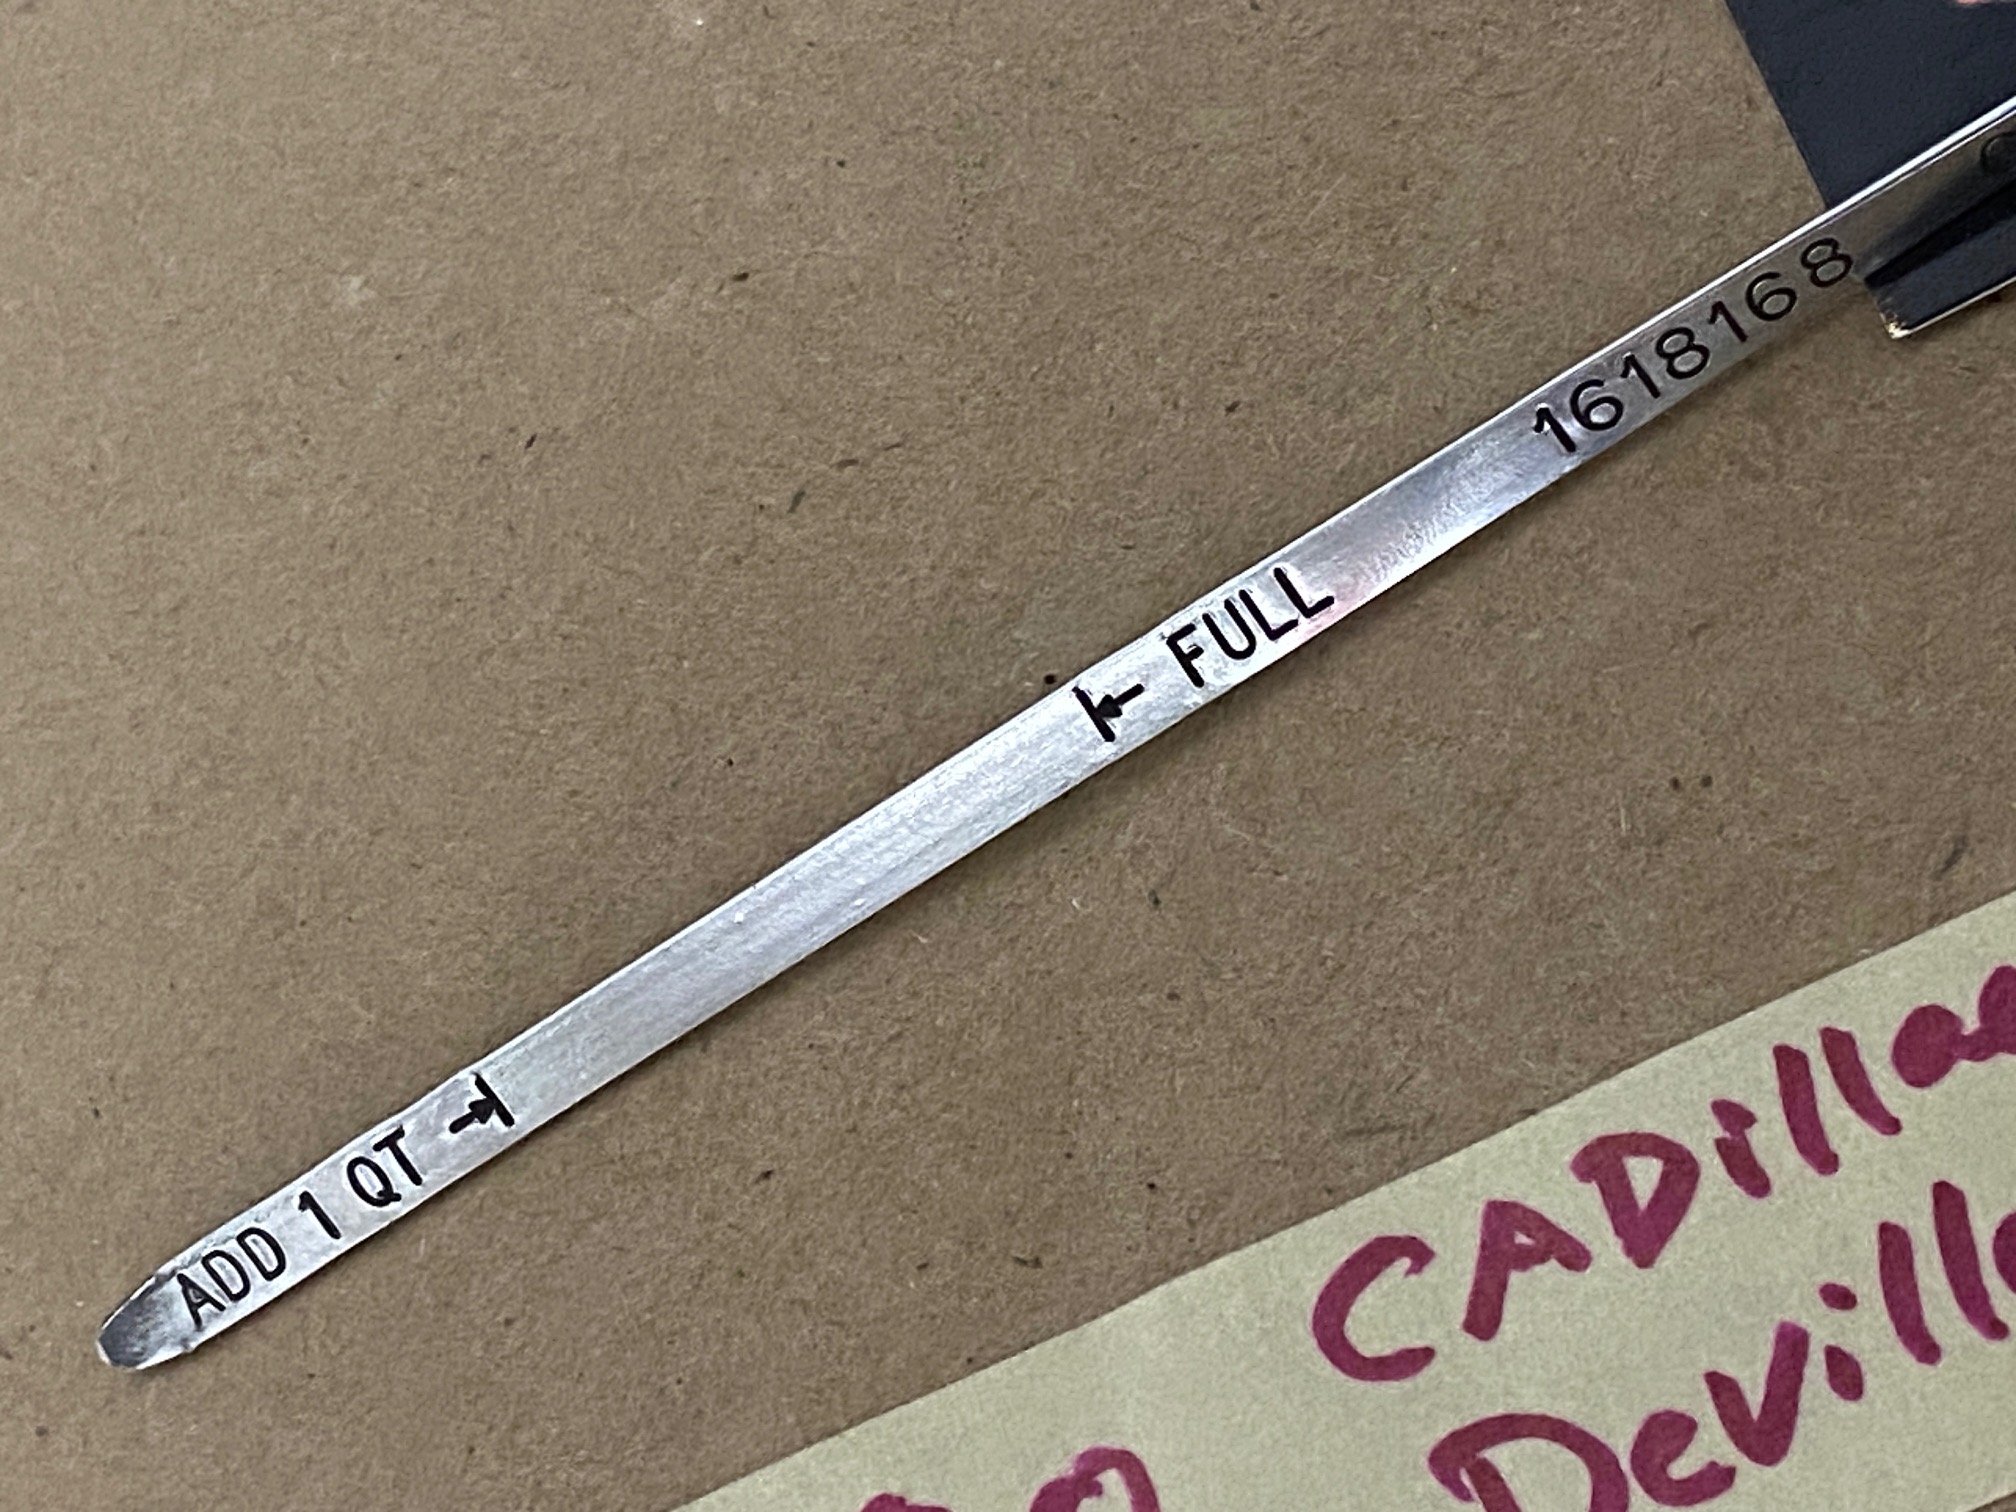 1618168
FULL
ADD 1 QT
CADillac
DeVille